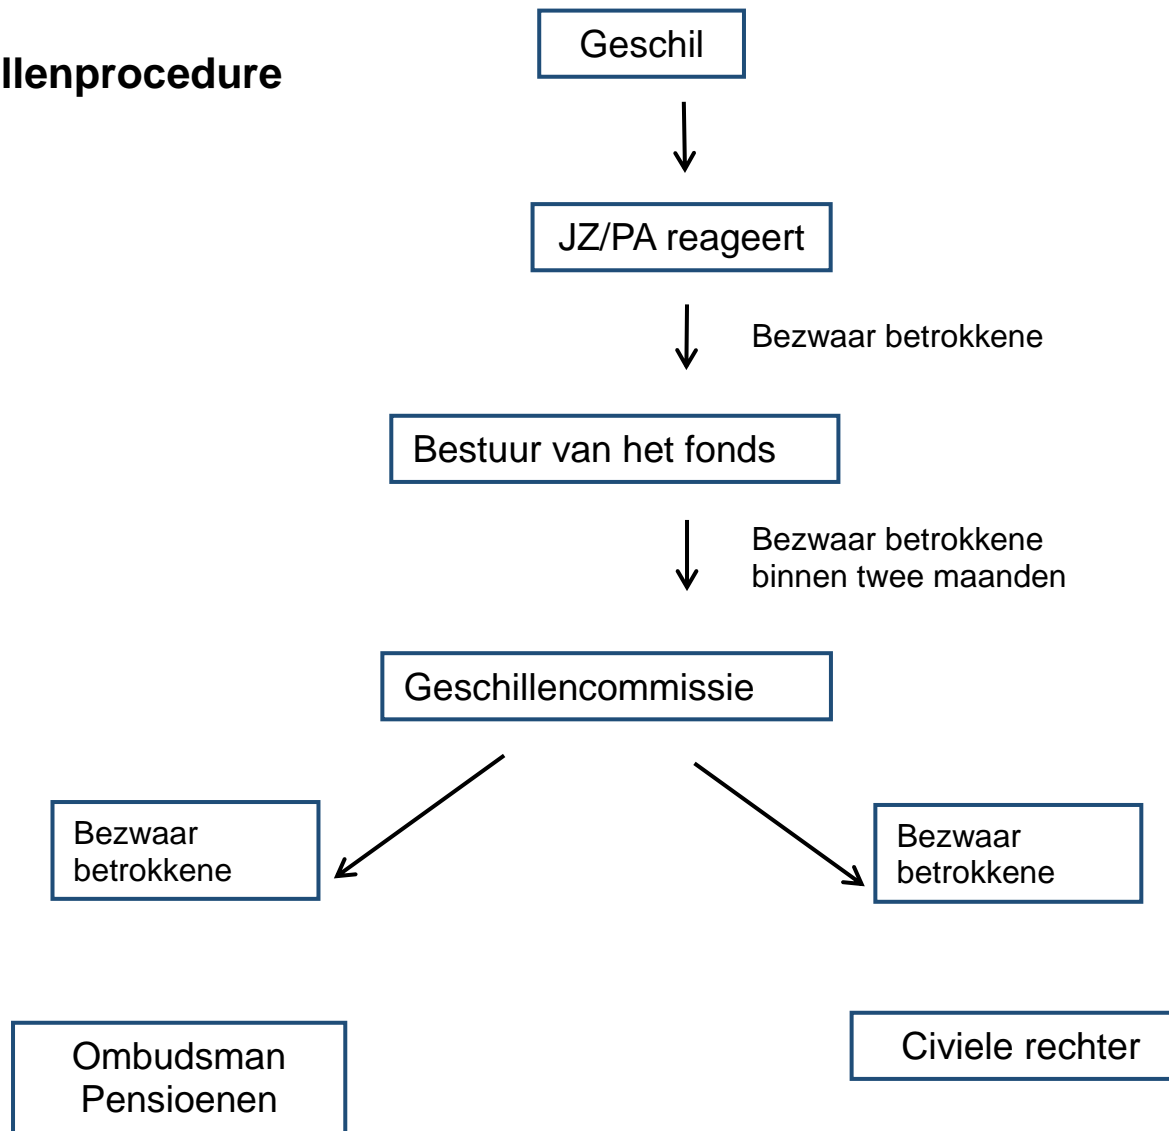 Geschil
llenprocedure
JZ/PA reageert
Bezwaar betrokkene
Bestuur van het fonds
Bezwaar betrokkene
binnen twee maanden
Geschillencommissie
Bezwaar
betrokkene
Bezwaar
betrokkene
Ombudsman
Pensioenen
Civiele rechter